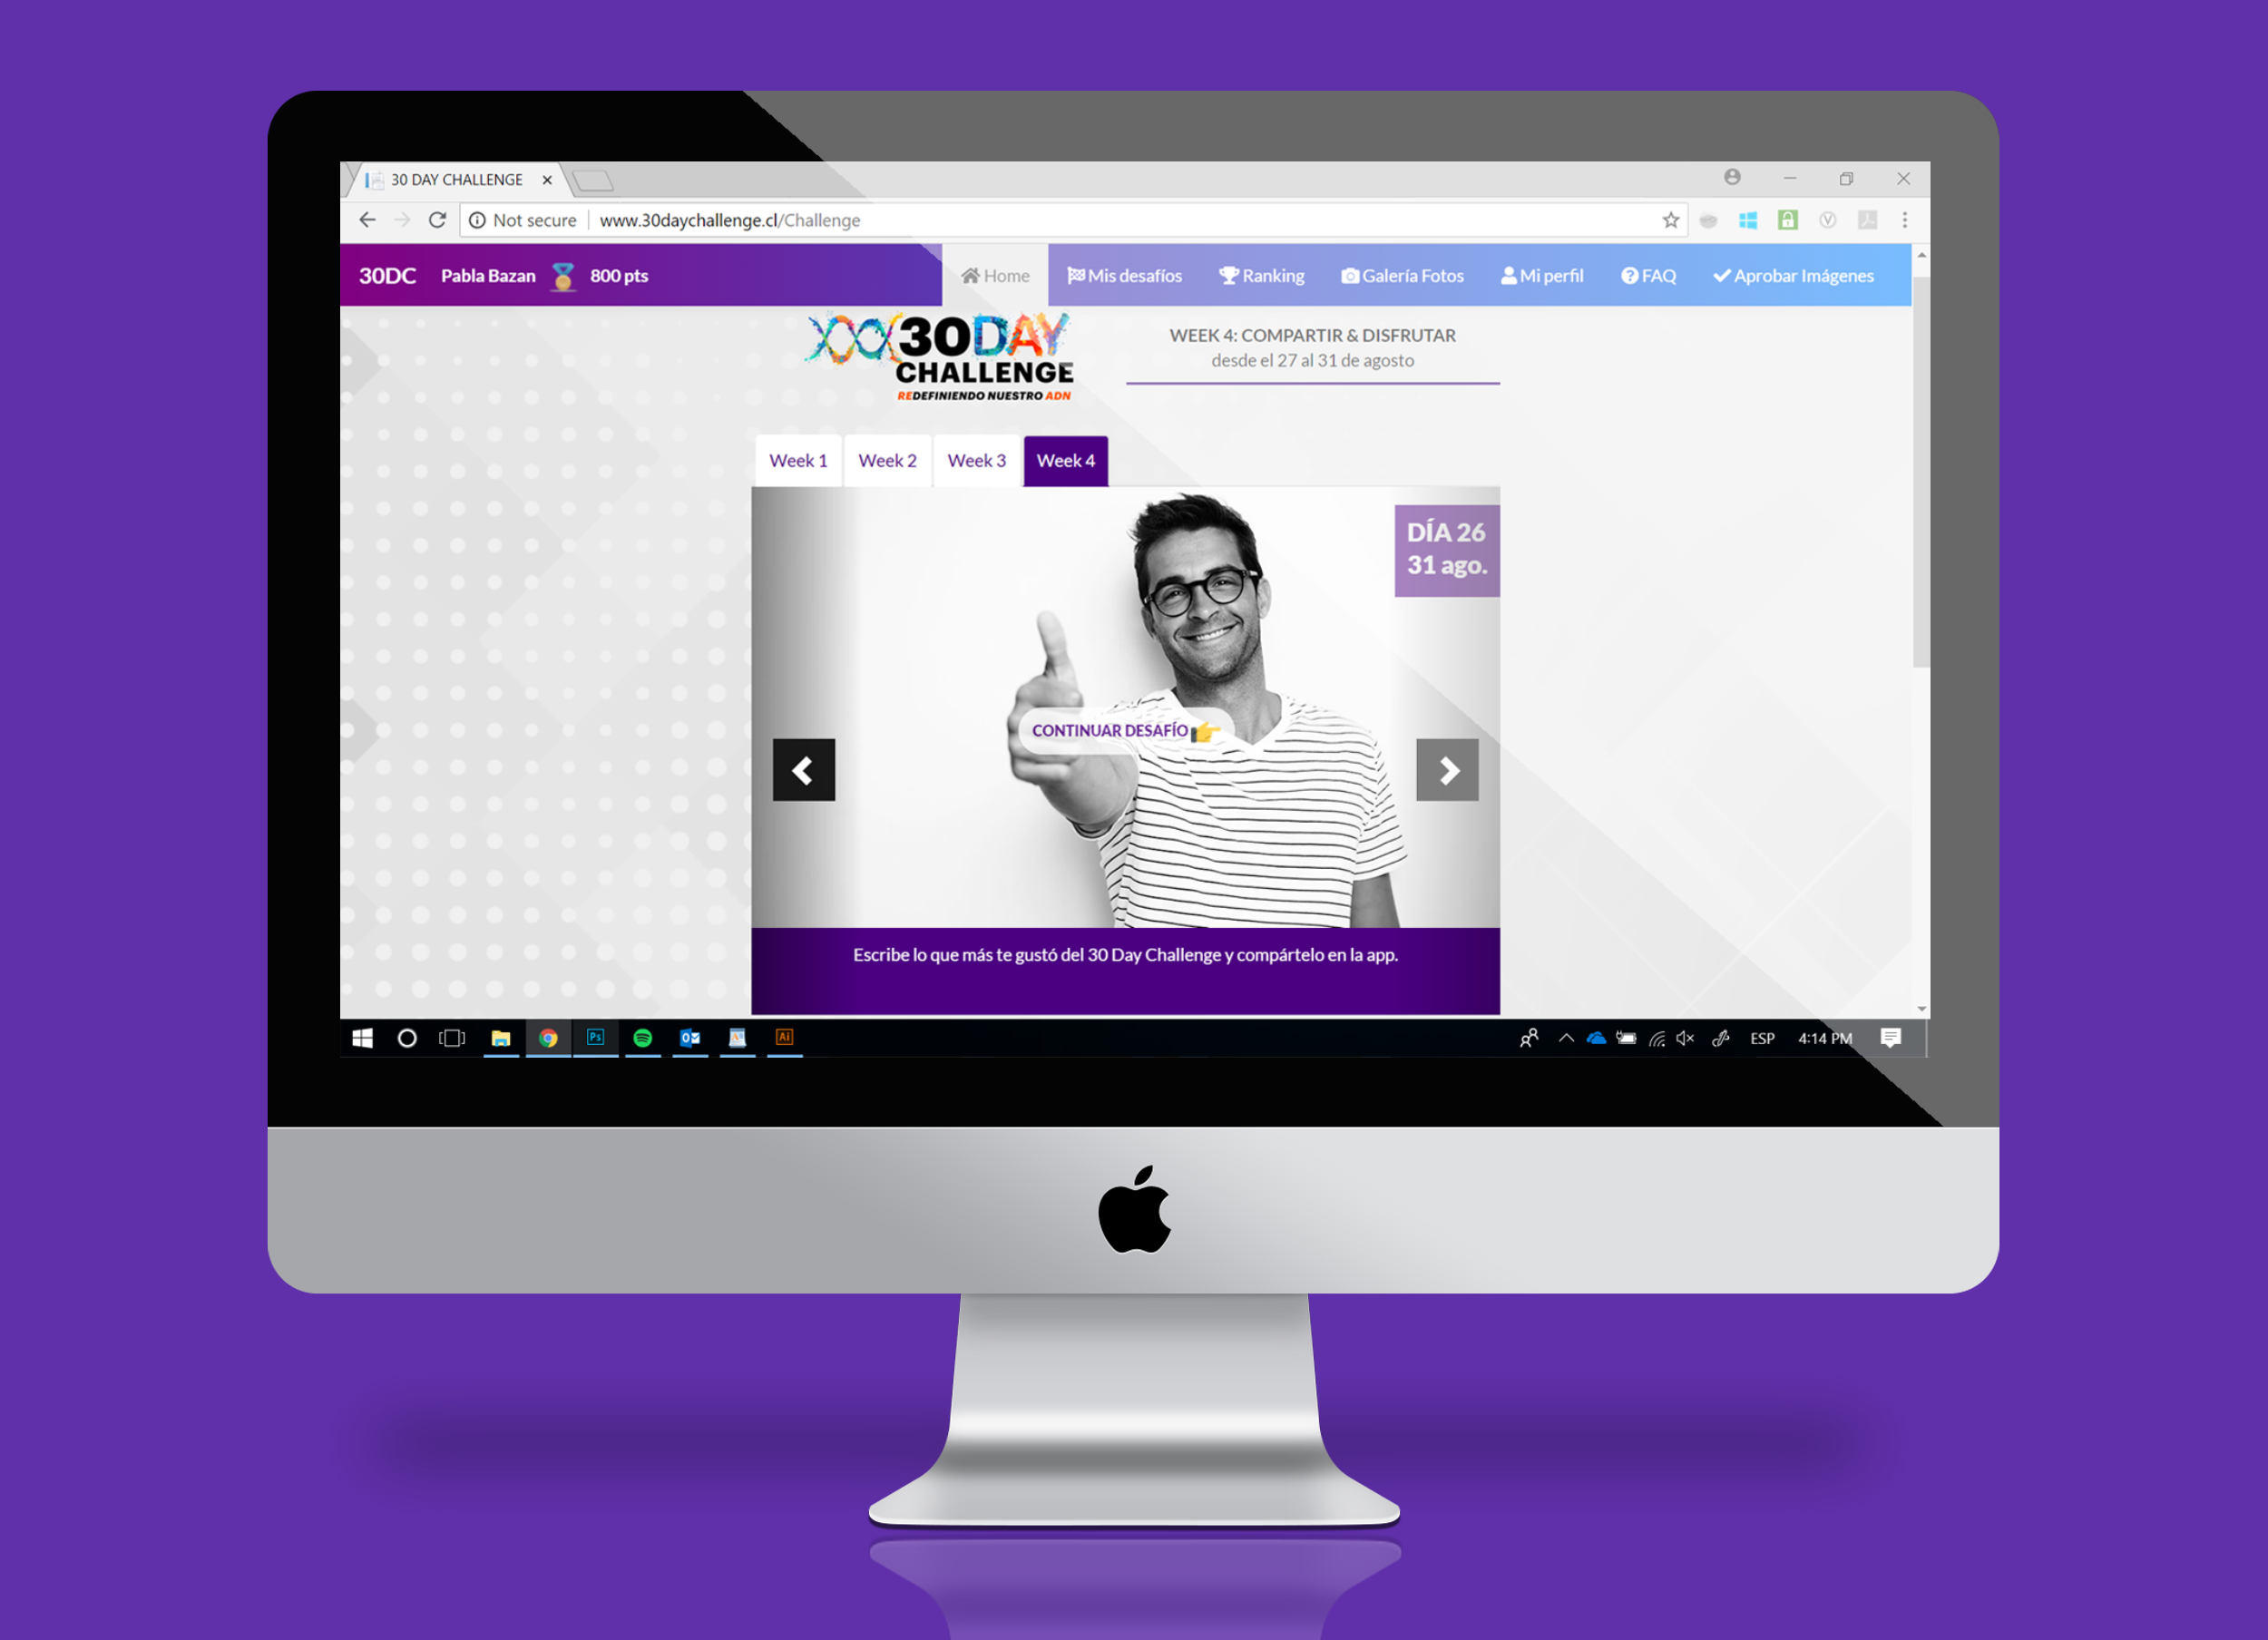 30 DAY CHALLENGE
Not secure www.30daychallenge.cl/Challenge
30DC Pabla Bazan 800 pts Home Mis desafíos Ranking Galería Fotos Mi perfil FAQ Aprobar Imágenes
30DAY
CHALLENGE
REDEFINIENDO NUESTRO ADN
WEEK 4: COMPARTIR & DISFRUTAR
desde el 27 al 31 de agosto
Week 1 Week 2 Week 3 Week 4
DÍA 26
31 ago.
CONTINUAR DESAFÍO
Escribe lo que más te gustó del 30 Day Challenge y compártelo en la app.
Ps Ai ESP 4:14 PM